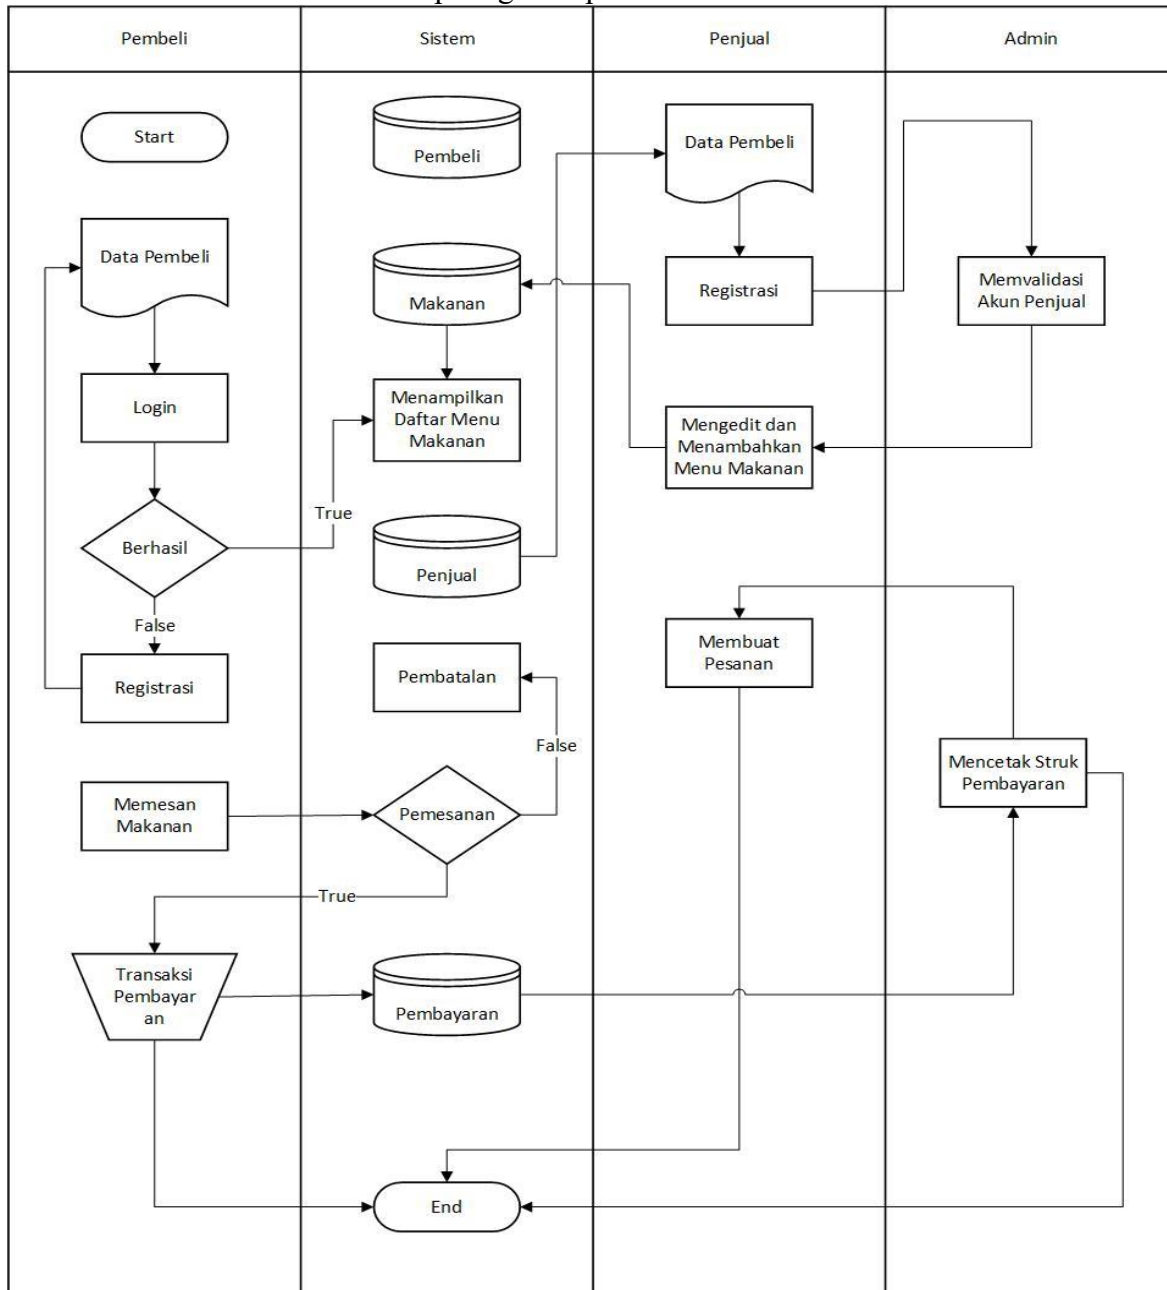 Pembeli
Sistem
Penjual
Admin
Start
Pembeli
Data Pembeli
Data Pembeli
Makanan
Registrasi
Memvalidasi
Akun Penjual
Login
Menampilkan
Daftar Menu
Makanan
Mengedit dan
Menambahkan
Menu Makanan
True
Berhasil
Penjual
False
Registrasi
Pembatalan
Membuat
Pesanan
False
Memesan
Makanan
Pemesanan
Mencetak Struk
Pembayaran
True
Transaksi
Pembayar
an
Pembayaran
End